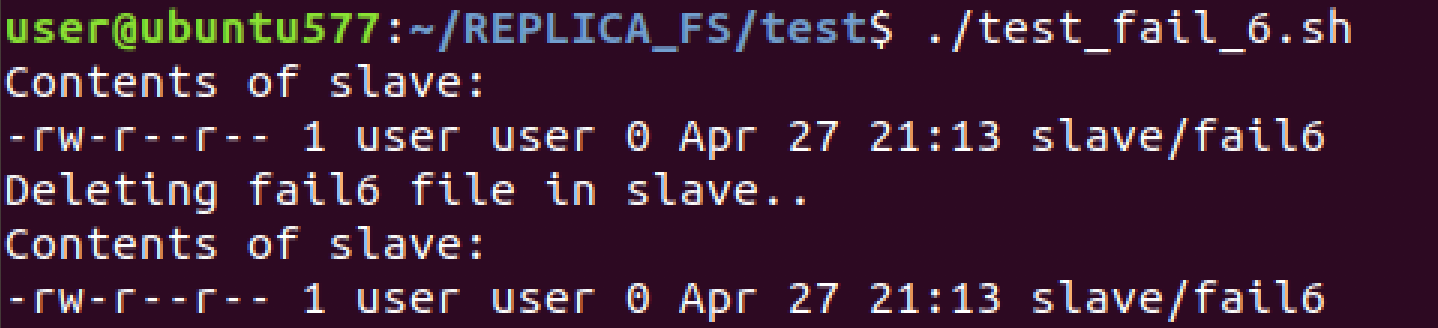 user@ubuntu577:~/REPLICA_FS/test$ ./test_fail_6.sh
Contents of slave:
-rw-r--r-- 1 user user 0 Apr 27 21:13 slave/fail6
Deleting fail6 file in slave..
Contents of slave:
-rw-r--r-- 1 user user 0 Apr 27 21:13 slave/fail6